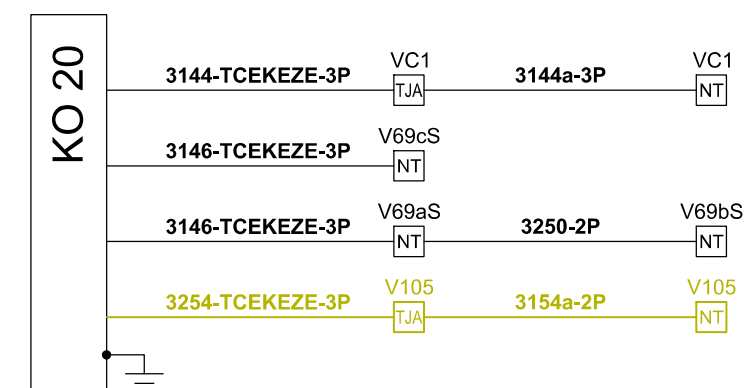 KO 20
VC1 VC1
3144-TCEKEZE-3P 3144a-3P
TJA NT
V69cS
3146-TCEKEZE-3P
NT
V69aS V69bS
3146-TCEKEZE-3P 3250-2P
NT NT
V105 V105
3254-TCEKEZE-3P 3154a-2P
TJA NT